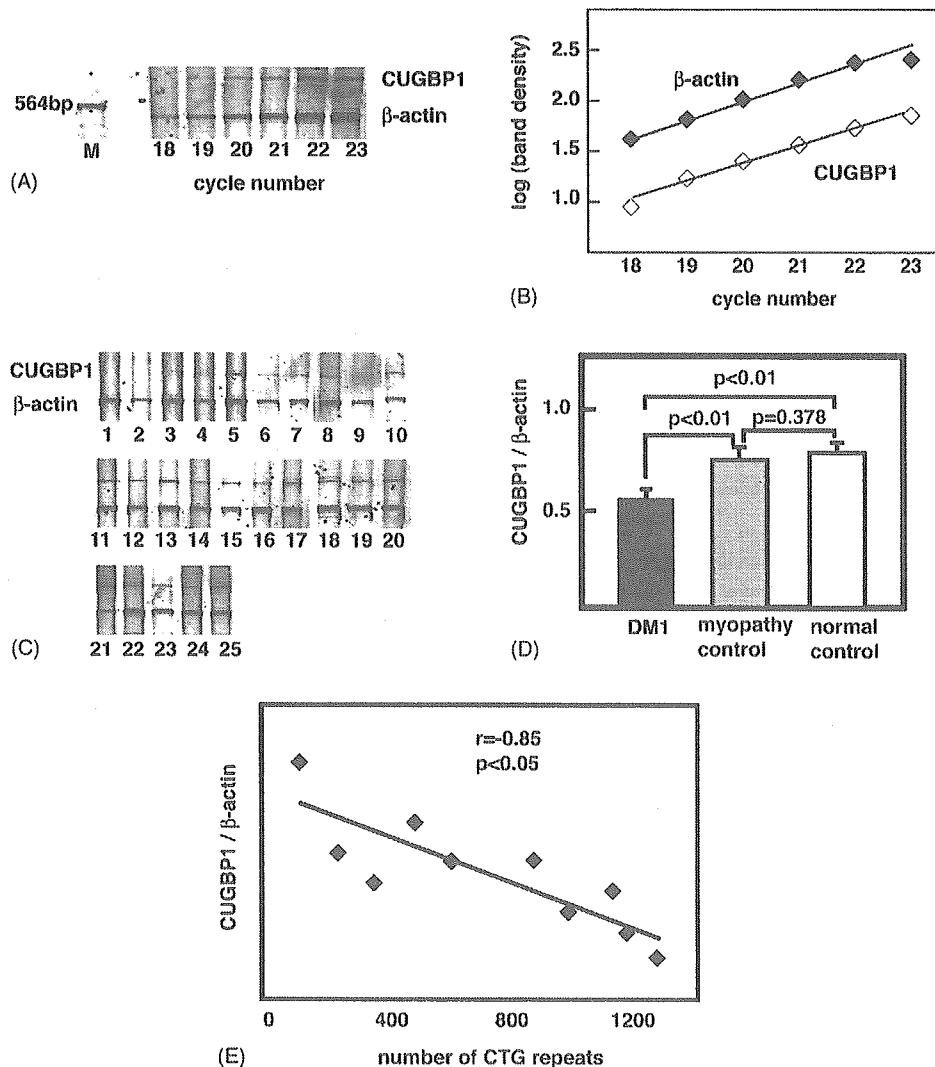 CUGBP1
564bp
β-actin
M
18 19 20 21 22 23
(A)
cycle number
log (band density)
2.5
2.0
1.5
1.0
β-actin
CUGBP1
18 19 20 21 22 23
(B)
cycle number
CUGBP1
β-actin
1 2 3 4 5 6 7 8 9 10
11 12 13 14 15 16 17 18 19 20
21 22 23 24 25
(C)
CUGBP1 / β-actin
1.0
0.5
p<0.01
p<0.01
p=0.378
DM1
myopathy
control
normal
control
(D)
CUGBP1 / β-actin
r=-0.85
p<0.05
0 400 800 1200
(E)
number of CTG repeats